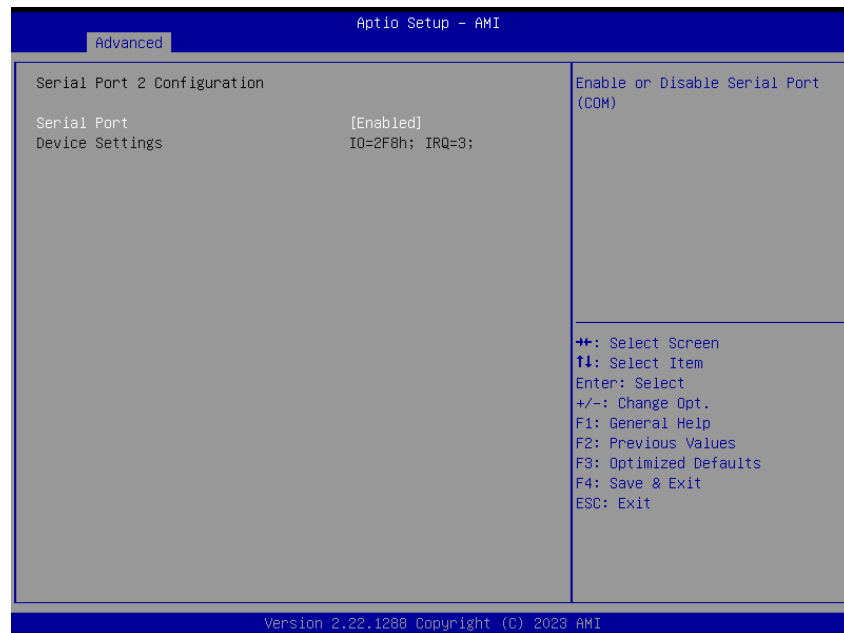 Aptio Setup - AMI
Advanced
Serial Port 2 Configuration
Serial Port [Enabled]
Device Settings IO=2F8h; IRQ=3;
Enable or Disable Serial Port
(COM)
→←: Select Screen
↑↓: Select Item
Enter: Select
+/-: Change Opt.
F1: General Help
F2: Previous Values
F3: Optimized Defaults
F4: Save & Exit
ESC: Exit
Version 2.22.1288 Copyright (C) 2023 AMI